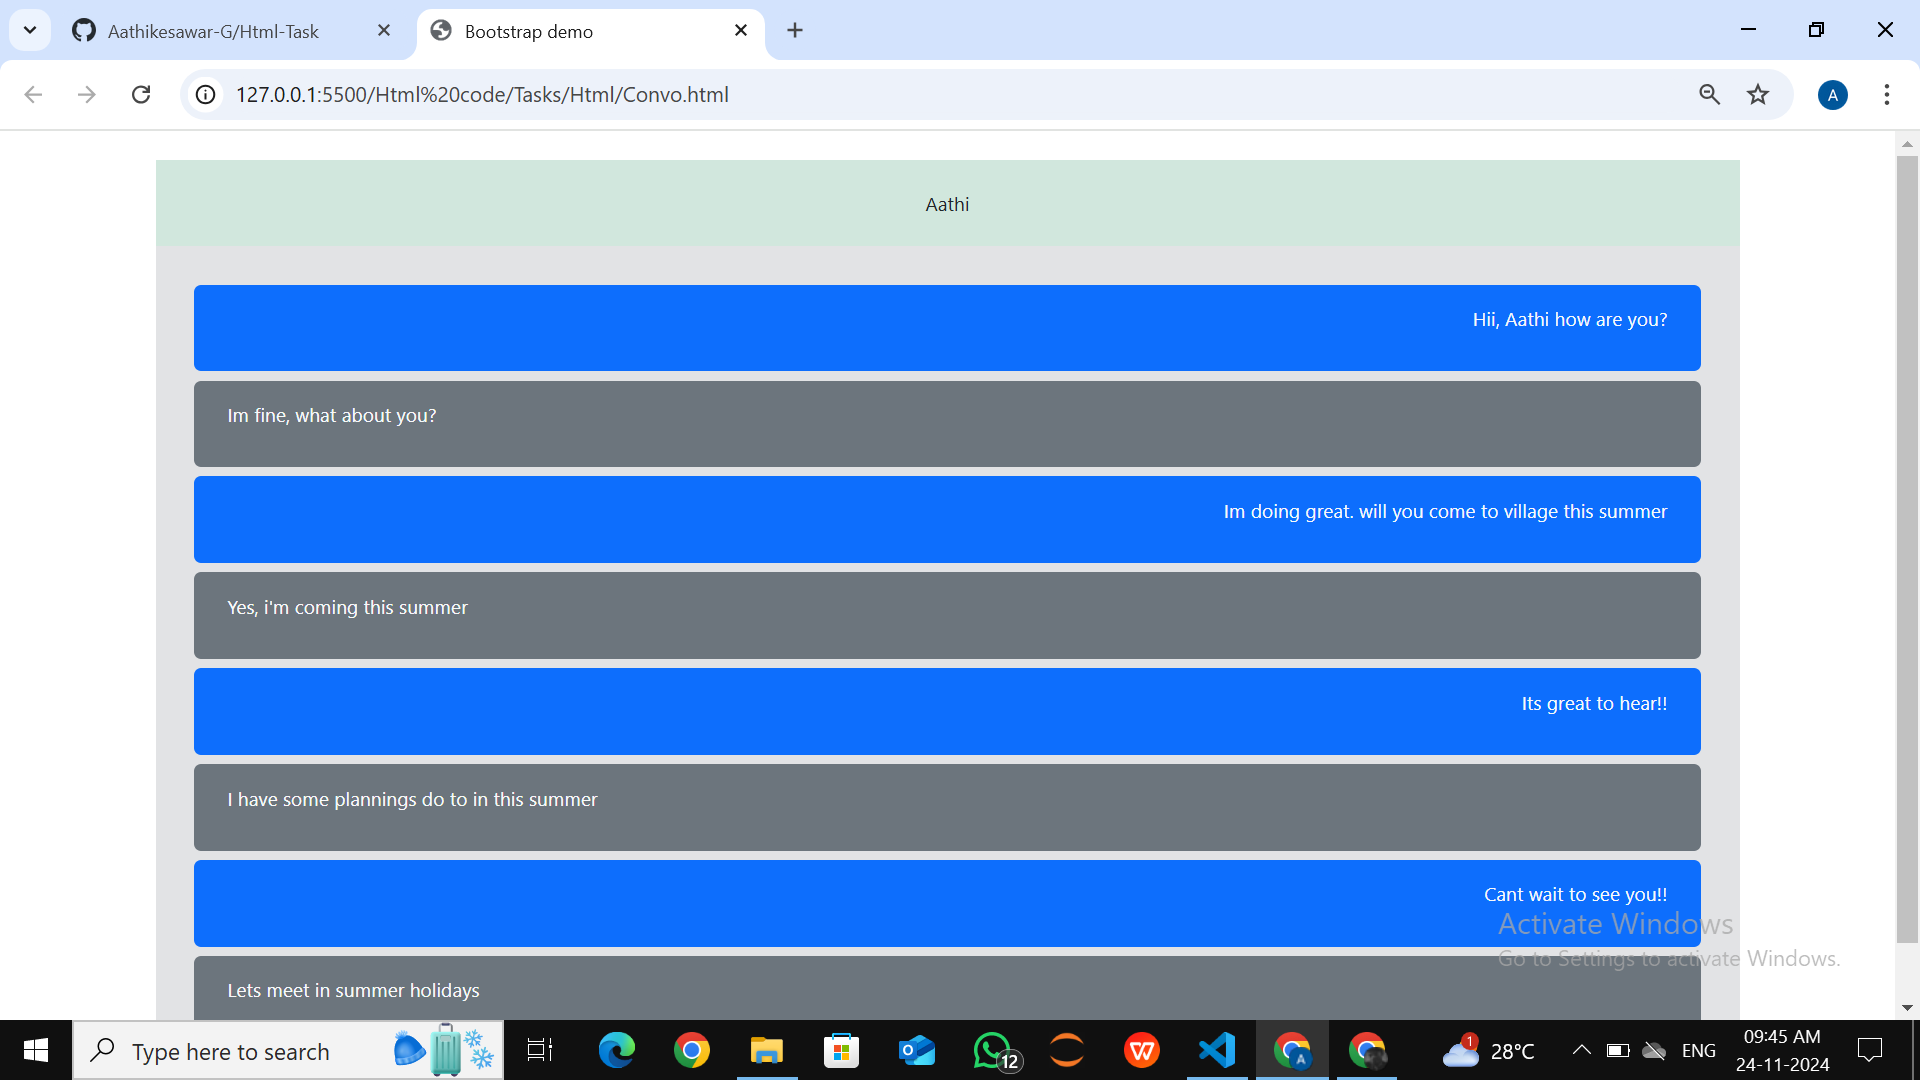 Aathikesawar-G/Html-Task
Bootstrap demo
127.0.0.1:5500/Html%20code/Tasks/Html/Convo.html
A
Aathi
Hii, Aathi how are you?
Im fine, what about you?
Im doing great. will you come to village this summer
Yes, i'm coming this summer
Its great to hear!!
I have some plannings do to in this summer
Cant wait to see you!!
Activate Windows
Go to Settings to activate Windows.
Lets meet in summer holidays
Type here to search
12
A
1
28°C
ENG
09:45 AM
24-11-2024